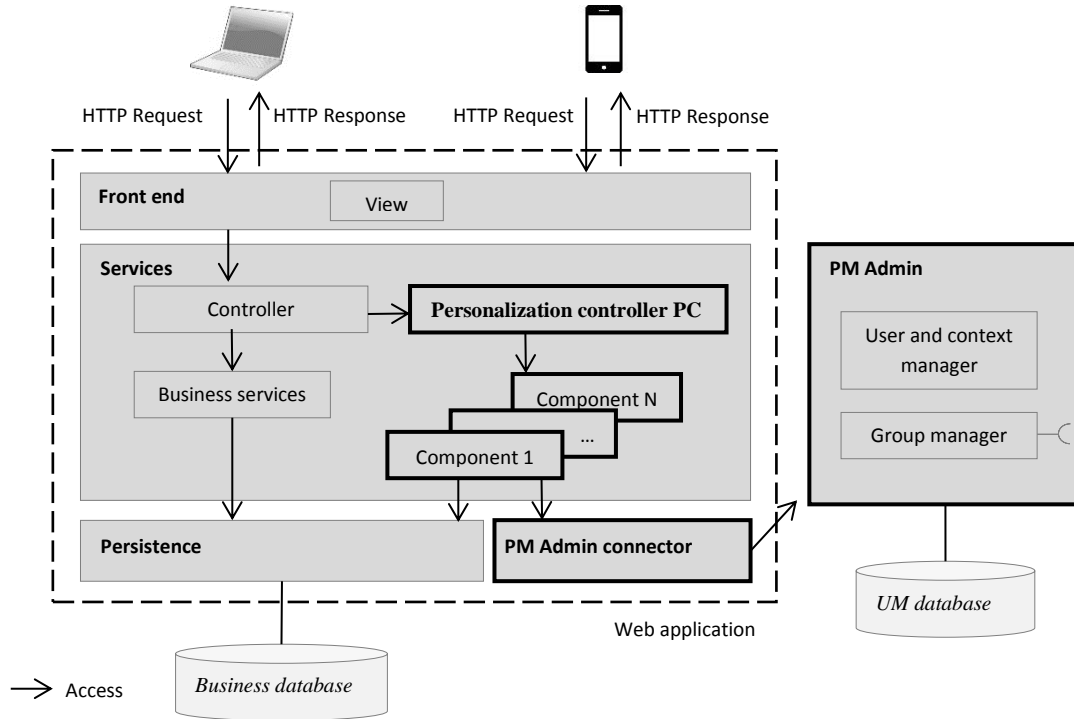 HTTP Request
HTTP Response
HTTP Request
HTTP Response
Front end
View
Services
Controller
Personalization controller PC
Business services
Component N
...
Component 1
Persistence
PM Admin connector
PM Admin
User and context
manager
Group manager
UM database
Web application
Business database
Access